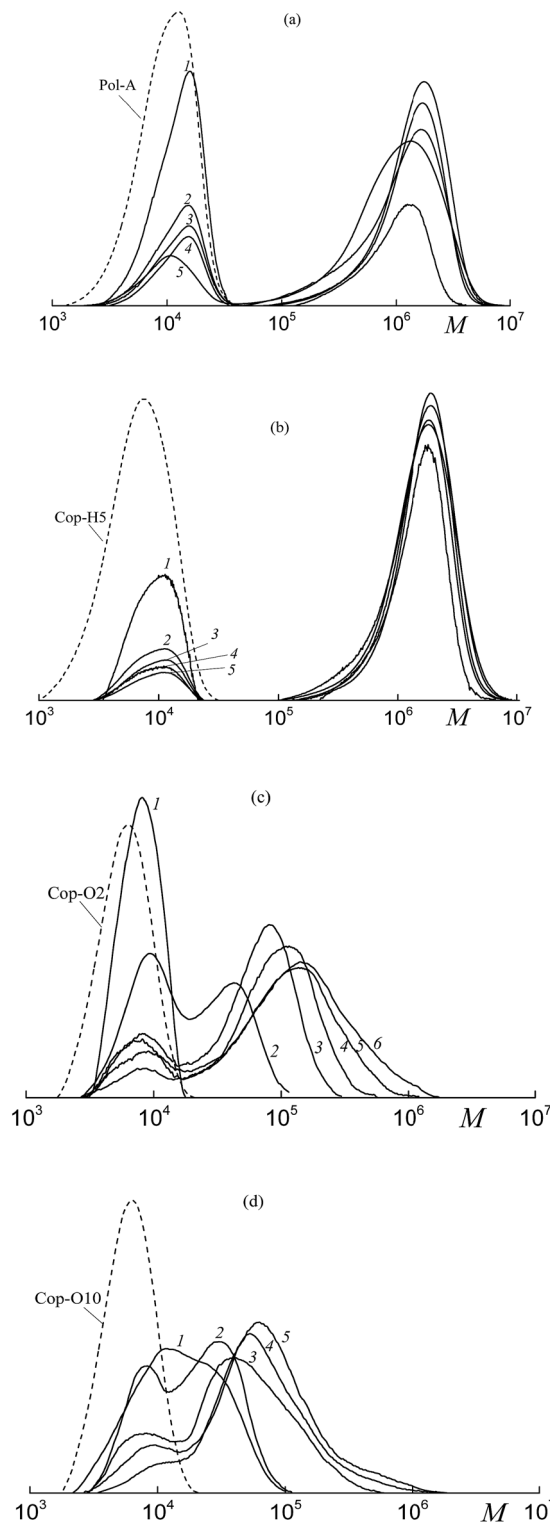 (a)
Pol-A
1
2
3
4
5
10³ 10⁴ 10⁵ 10⁶ M 10⁷
(b)
Cop-H5
1
2 3
4
5
10³ 10⁴ 10⁵ 10⁶ M 10⁷
(c)
1
Cop-O2
2 3 4 5 6
10³ 10⁴ 10⁵ 10⁶ M 10⁷
(d)
Cop-O10
1 2 3 4 5
10³ 10⁴ 10⁵ 10⁶ M 10⁷